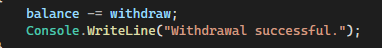 balance -= withdraw;
Console.WriteLine("Withdrawal successful.");